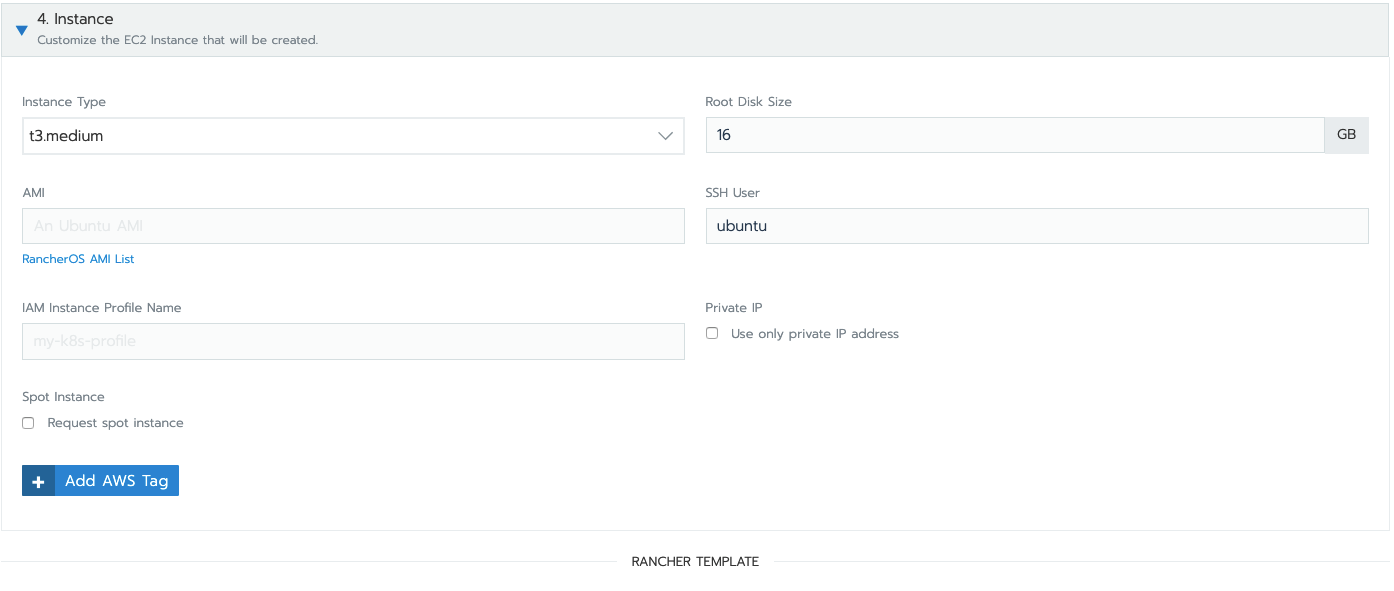 4. Instance
Customize the EC2 Instance that will be created.
Instance Type
Root Disk Size
t3.medium
16
GB
AMI
SSH User
An Ubuntu AMI
ubuntu
RancherOS AMI List
IAM Instance Profile Name
Private IP
my-k8s-profile
Use only private IP address
Spot Instance
Request spot instance
+ Add AWS Tag
RANCHER TEMPLATE